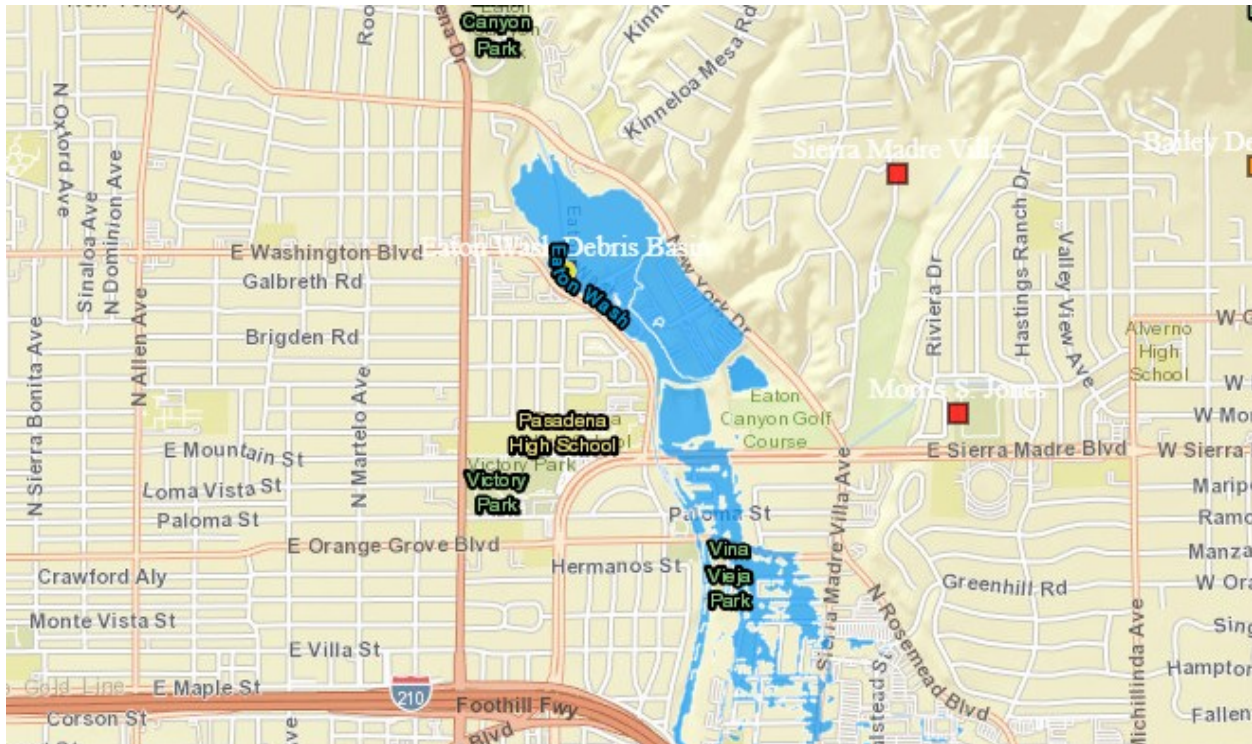 Canyon
Park
Kinneloa Mesa Rd
N Oxford Ave
Sinaloa Ave
N Dominion Ave
Sierra Madre Villa
Hastings Ranch Dr
E Washington Blvd
Eaton Wash Debris Basin
Galbreth Rd
Eaton Wash
New York Dr
Riviera Dr
Valley View Ave
Brigden Rd
N Allen Ave
N Sierra Bonita Ave
N Martelo Ave
Alverno
High
School
Morris S. Jones
Eaton
Canyon Golf
Course
Pasadena
High School
E Mountain St
Victory Park
Victory
Park
E Sierra Madre Blvd
W Sierra
Loma Vista St
Paloma St
Paloma St
Sierra Madre Villa Ave
E Orange Grove Blvd
Hermanos St
Vina
Vieja
Park
Crawford Aly
Greenhill Rd
Monte Vista St
E Villa St
N Rosemead Blvd
Michillinda Ave
Gold Line
E Maple St
210
Foothill Fwy
Corson St
Blvd